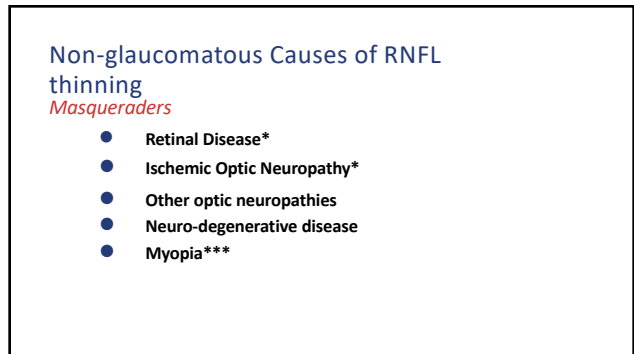 Non-glaucomatous Causes of RNFL
thinning
Masqueraders
● Retinal Disease*
● Ischemic Optic Neuropathy*
● Other optic neuropathies
● Neuro-degenerative disease
● Myopia***